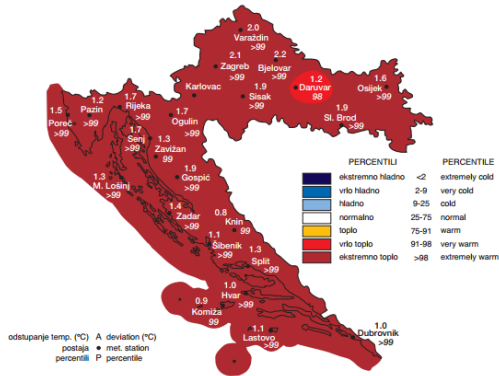 2.0
Varaždin
>99
2.1
Zagreb
>99
2.2
Bjelovar
>99
1.2
Daruvar
98
1.6
Osijek
>99
Karlovac
1.9
Sisak
>99
1.9
Sl. Brod
>99
1.5
Poreč
>99
1.2
Pazin
>99
1.7
Rijeka
>99
1.7
Ogulin
>99
1.7
Senj
>99
1.3
Zavižan
99
1.3
M. Lošinj
>99
1.9
Gospić
>99
1.4
Zadar
>99
0.8
Knin
99
1.1
Šibenik
>99
1.3
Split
>99
1.0
Hvar
>99
0.9
Komiža
99
1.1
Lastovo
>99
1.0
Dubrovnik
>99
PERCENTILI PERCENTILE
ekstremno hladno <2 extremely cold
vrlo hladno 2-9 very cold
hladno 9-25 cold
normalno 25-75 normal
toplo 75-91 warm
vrlo toplo 91-98 very warm
ekstremno toplo >98 extremely warm
odstupanje temp. (°C) A deviation (°C)
postaja • met. station
percentili P percentile